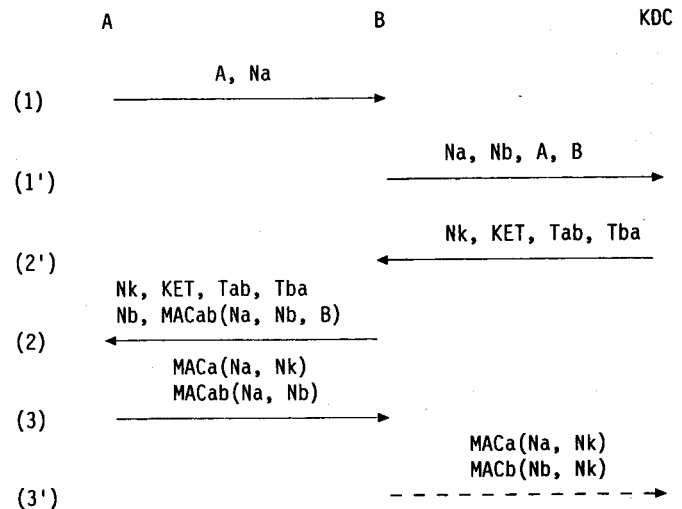 A B KDC
A, Na
(1)
Na, Nb, A, B
(1')
Nk, KET, Tab, Tba
(2')
Nk, KET, Tab, Tba
Nb, MACab(Na, Nb, B)
(2)
MACa(Na, Nk)
MACab(Na, Nb)
(3)
MACa(Na, Nk)
MACb(Nb, Nk)
(3')